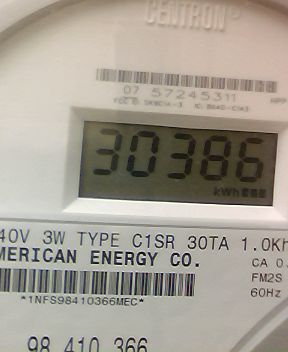 CENTRON®
07 57245311
30386
kWh
40V 3W TYPE C1SR 30TA 1.0Kh
MERICAN ENERGY CO.
CA 0.
FM2S
*1NFS98410366MEC*
60Hz
98 410 366